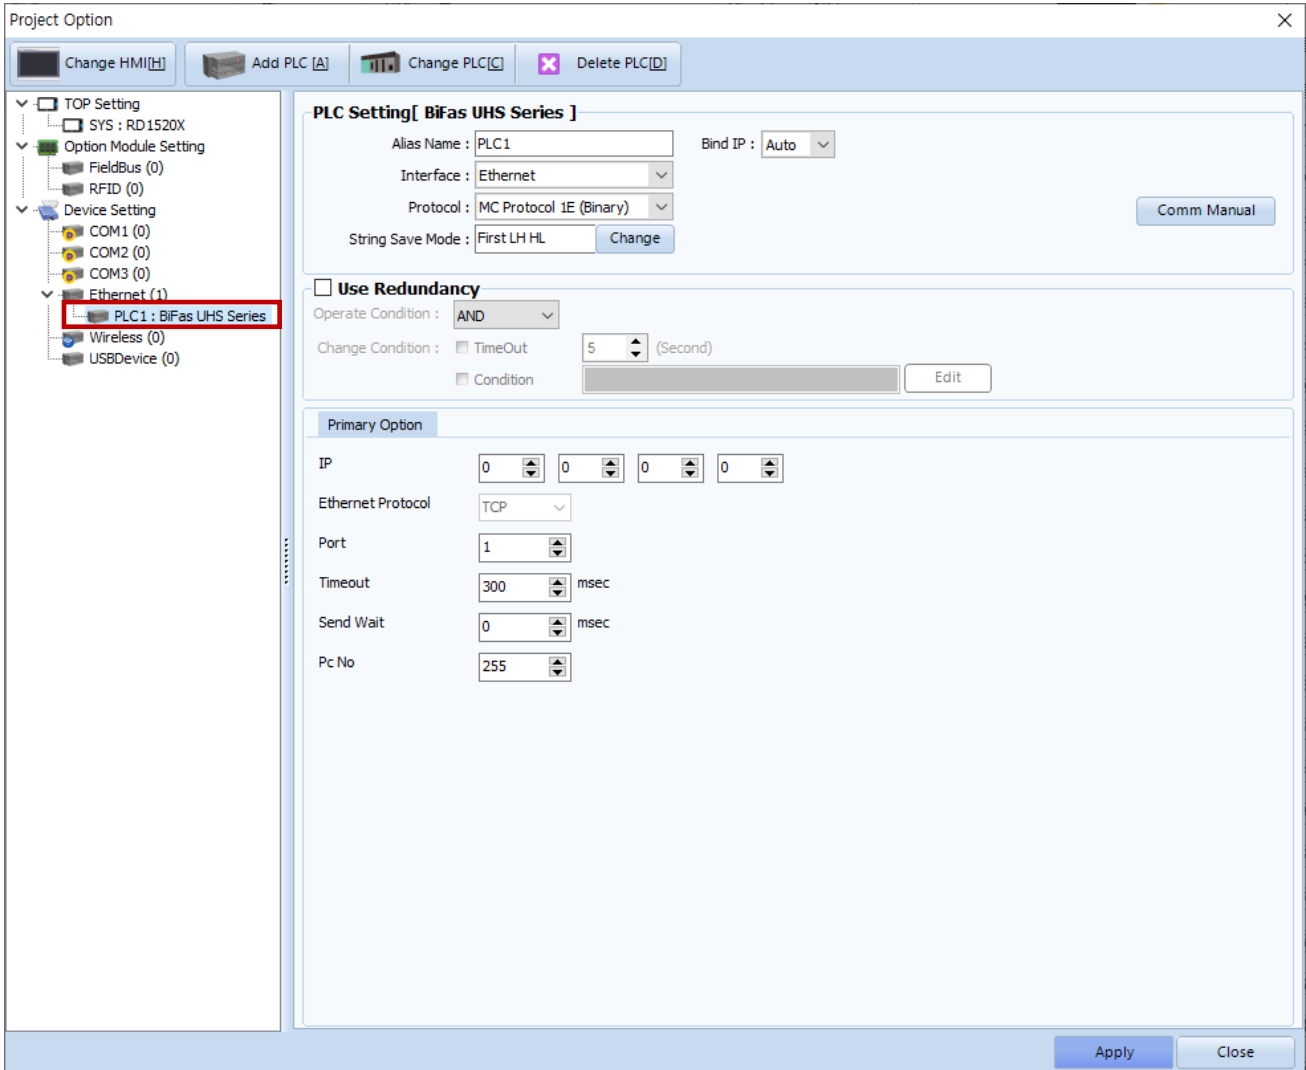 Project Option
Change HMI[H]
Add PLC [A]
Change PLC[C]
Delete PLC[D]
TOP Setting
SYS : RD1520X
Option Module Setting
FieldBus (0)
RFID (0)
Device Setting
COM1 (0)
COM2 (0)
COM3 (0)
Ethernet (1)
PLC1 : BiFas UHS Series
Wireless (0)
USBDevice (0)
PLC Setting[ BiFas UHS Series ]
Alias Name : PLC1 Bind IP : Auto
Interface : Ethernet
Protocol : MC Protocol 1E (Binary) Comm Manual
String Save Mode : First LH HL Change
Use Redundancy
Operate Condition : AND
Change Condition : TimeOut 5 (Second)
Condition Edit
Primary Option
IP 0 0 0 0
Ethernet Protocol TCP
Port 1
Timeout 300 msec
Send Wait 0 msec
Pc No 255
Apply Close